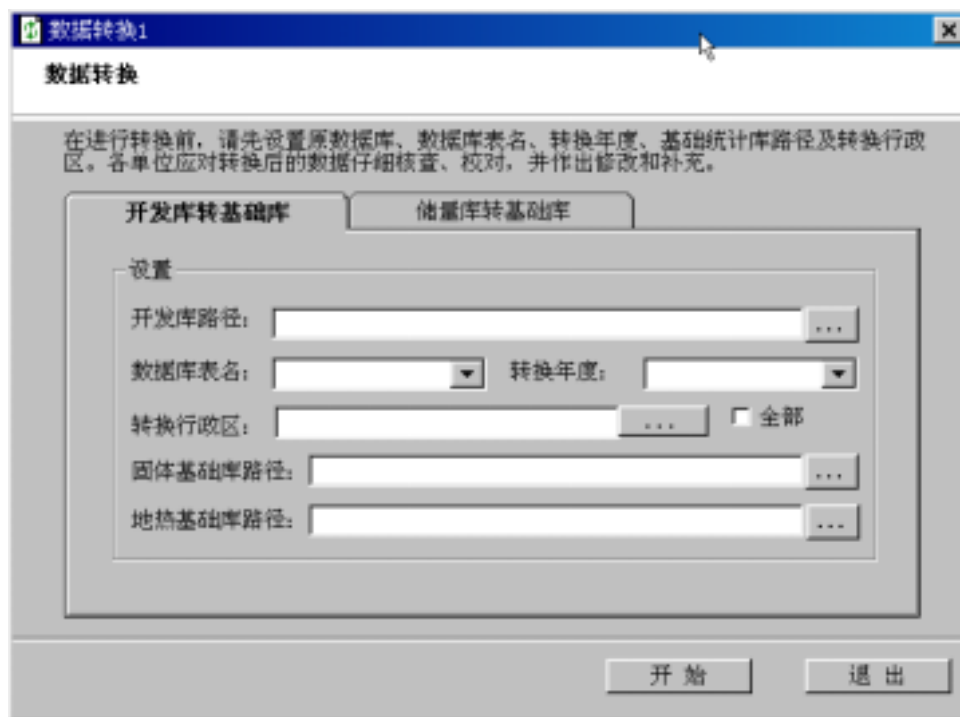 数据转换1
数据转换
在进行转换前，请先设置原数据库、数据库表名、转换年度、基础统计库路径及转换行政
区。各单位应对转换后的数据仔细核查、校对，并作出修改和补充。
开发库转基础库 储量库转基础库
设置
开发库路径： ...
数据库表名： 转换年度：
转换行政区： ... 全部
固体基础库路径： ...
地热基础库路径： ...
开 始 退 出